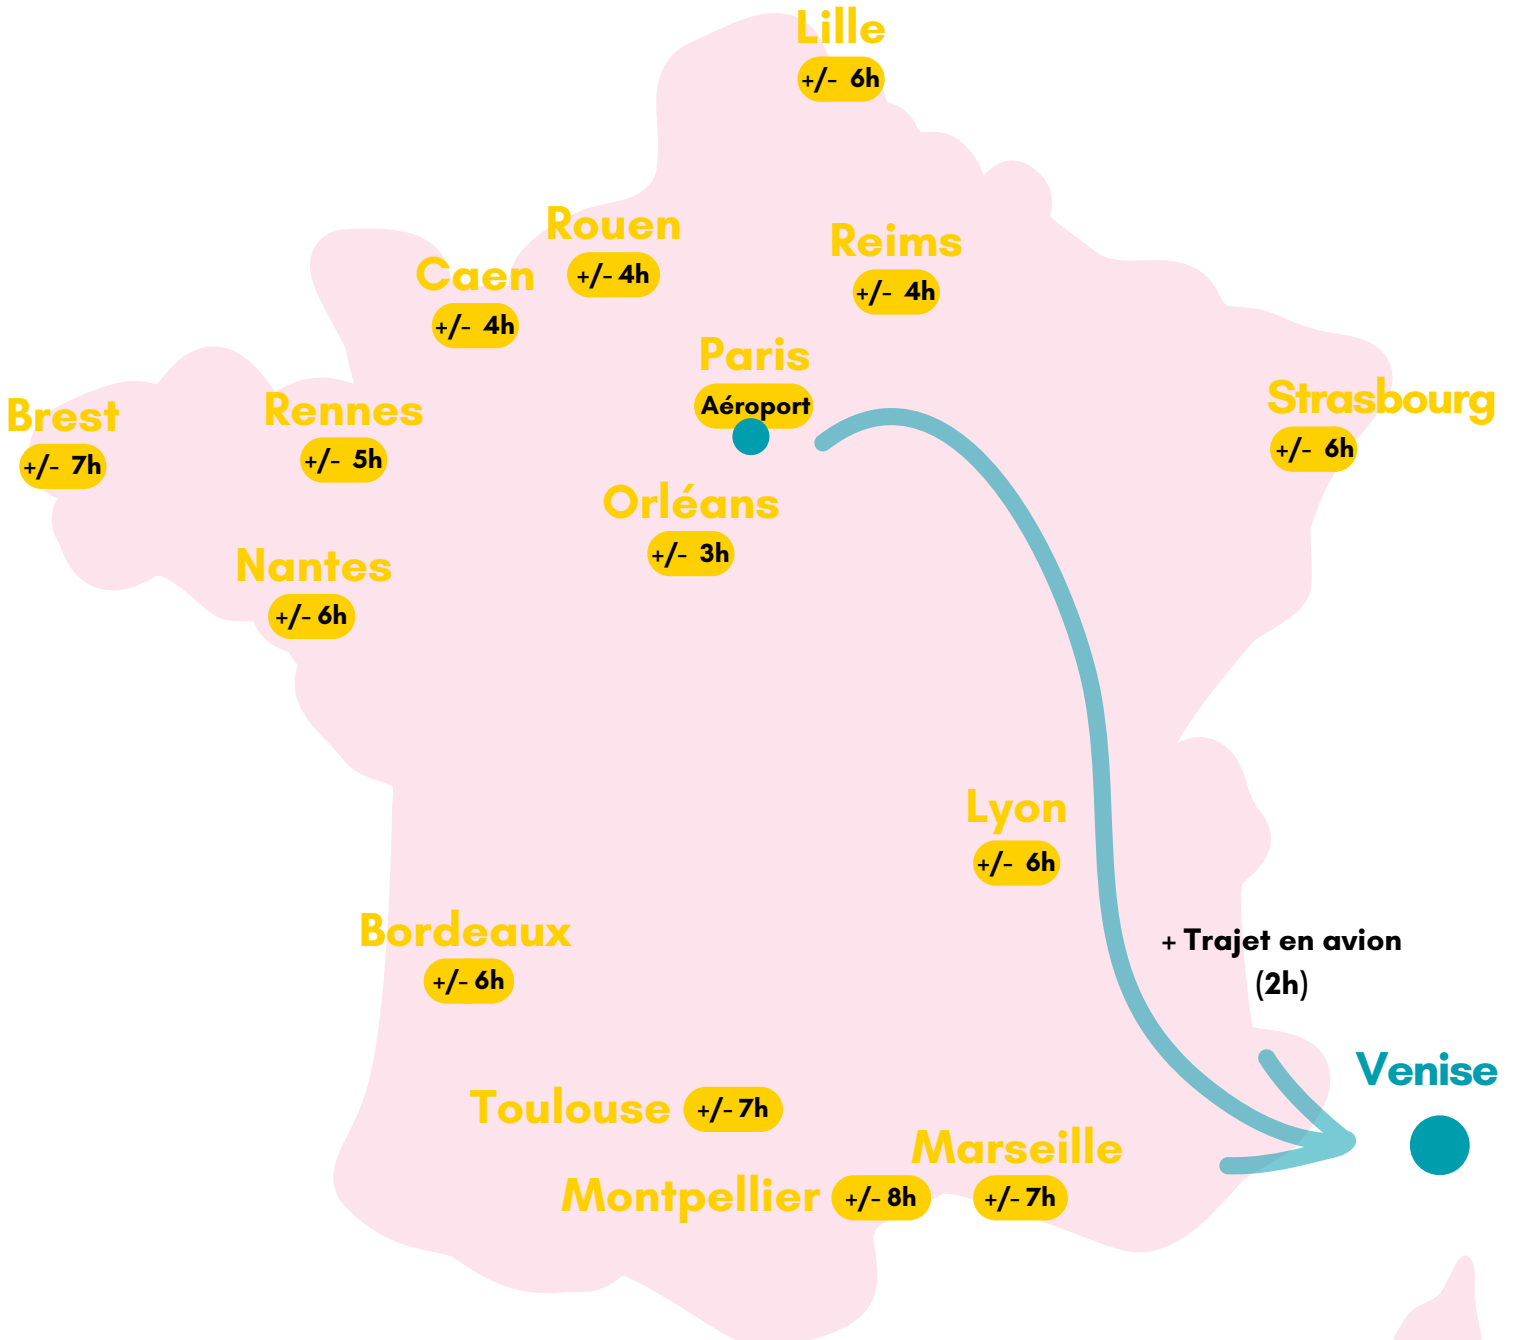 Lille
+/- 6h
Rouen
+/- 4h
Reims
+/- 4h
Caen
+/- 4h
Paris
Aéroport
Brest
+/- 7h
Rennes
+/- 5h
Strasbourg
+/- 6h
Orléans
+/- 3h
Nantes
+/- 6h
Lyon
+/- 6h
Bordeaux
+/- 6h
+ Trajet en avion
(2h)
Venise
Toulouse +/- 7h
Marseille
+/- 7h
Montpellier +/- 8h